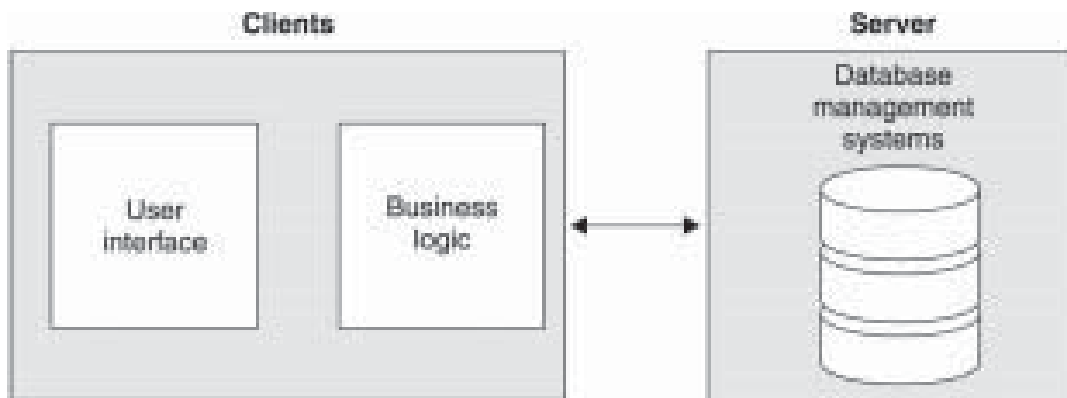 Clients
Server
User
interface
Business
logic
Database
management
systems